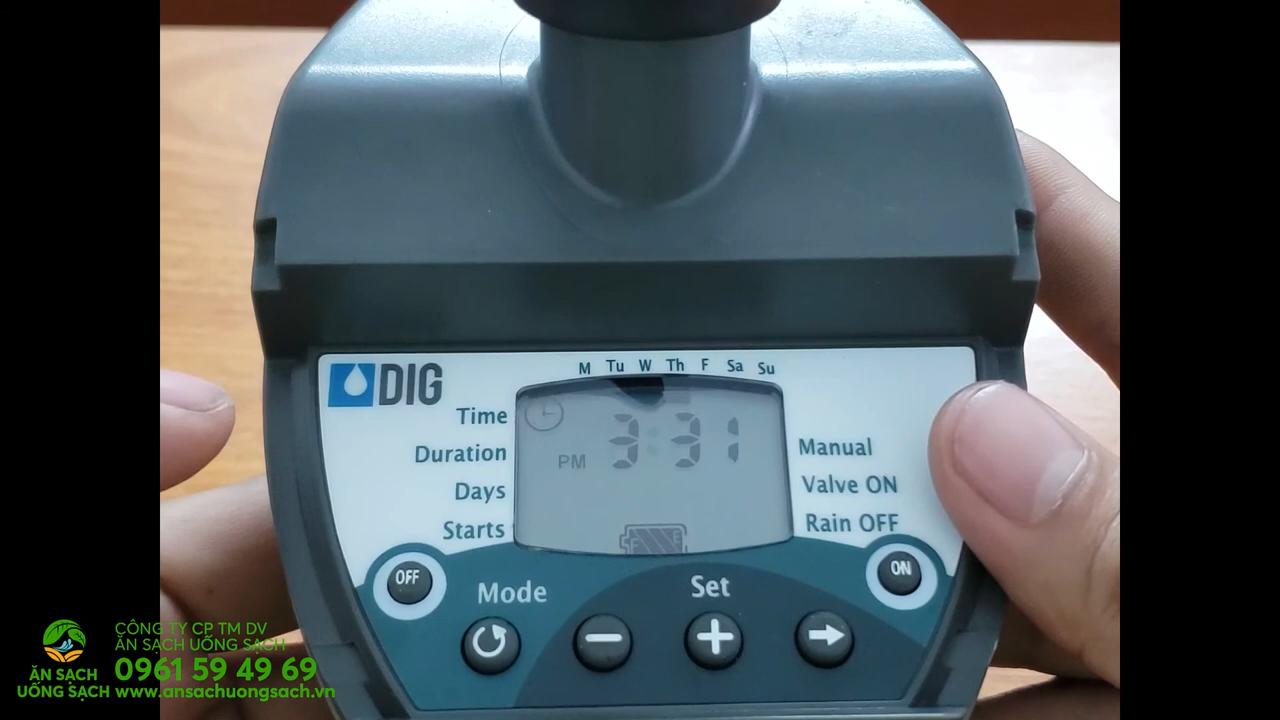 DIG
M Tu W Th F Sa Su
Time
Duration
Days
Starts
PM 3:31
F E
Manual
Valve ON
Rain OFF
OFF
ON
Mode
Set
CÔNG TY CP TM DV
ĂN SẠCH UỐNG SẠCH
0961 59 49 69
www.ansachuongsach.vn
ĂN SẠCH
UỐNG SẠCH